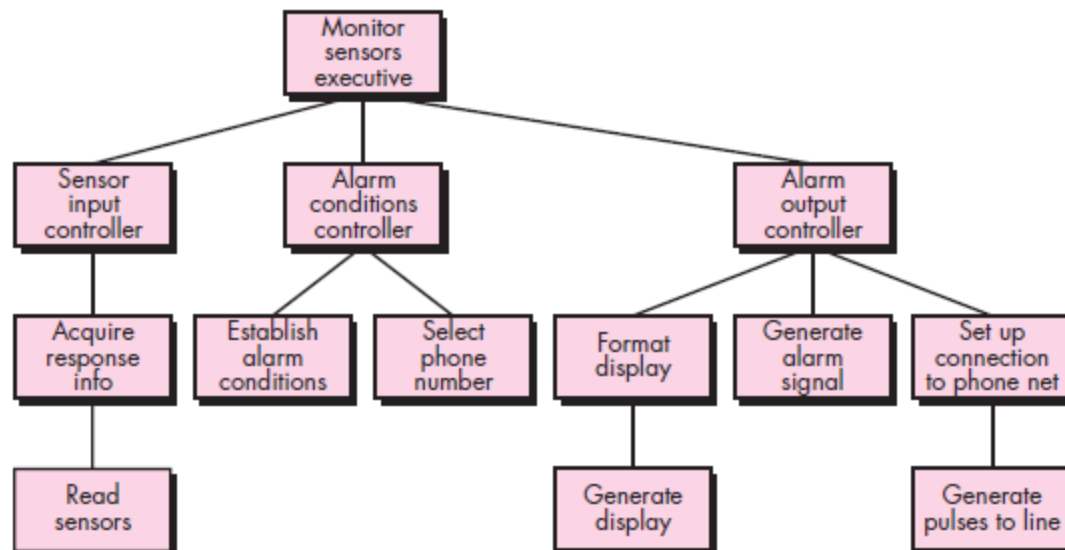 Monitor
sensors
executive
Sensor
input
controller
Alarm
conditions
controller
Alarm
output
controller
Acquire
response
info
Establish
alarm
conditions
Select
phone
number
Format
display
Generate
alarm
signal
Set up
connection
to phone net
Read
sensors
Generate
display
Generate
pulses to line